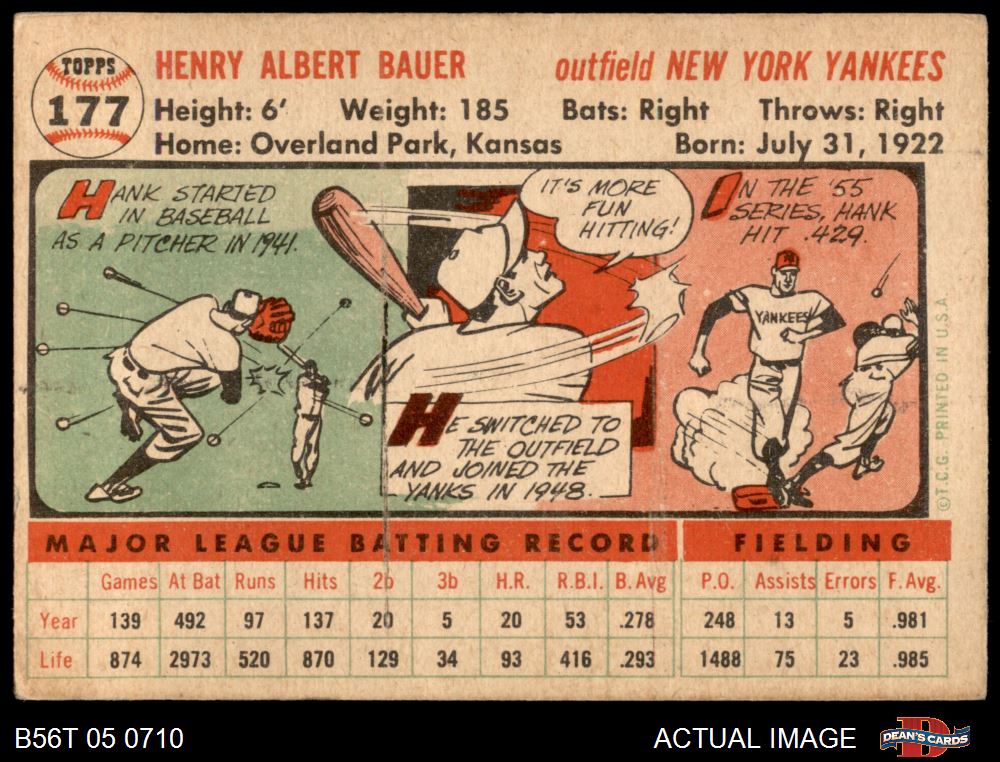 TOPPS
177
HENRY ALBERT BAUER outfield NEW YORK YANKEES
Height: 6' Weight: 185 Bats: Right Throws: Right
Home: Overland Park, Kansas Born: July 31, 1922
HANK STARTED
IN BASEBALL
AS A PITCHER IN 1941.
IT'S MORE
FUN
HITTING!
HE SWITCHED TO
THE OUTFIELD
AND JOINED THE
YANKS IN 1948.
IN THE '55
SERIES, HANK
HIT .429.
YANKEES
©T.C.G. PRINTED IN U.S.A.
MAJOR LEAGUE BATTING RECORD FIELDING
Games At Bat Runs Hits 2b 3b H.R. R.B.I. B. Avg P.O. Assists Errors F. Avg.
Year 139 492 97 137 20 5 20 53 .278 248 13 5 .981
Life 874 2973 520 870 129 34 93 416 .293 1488 75 23 .985
B56T 05 0710 ACTUAL IMAGE DEAN'S CARDS